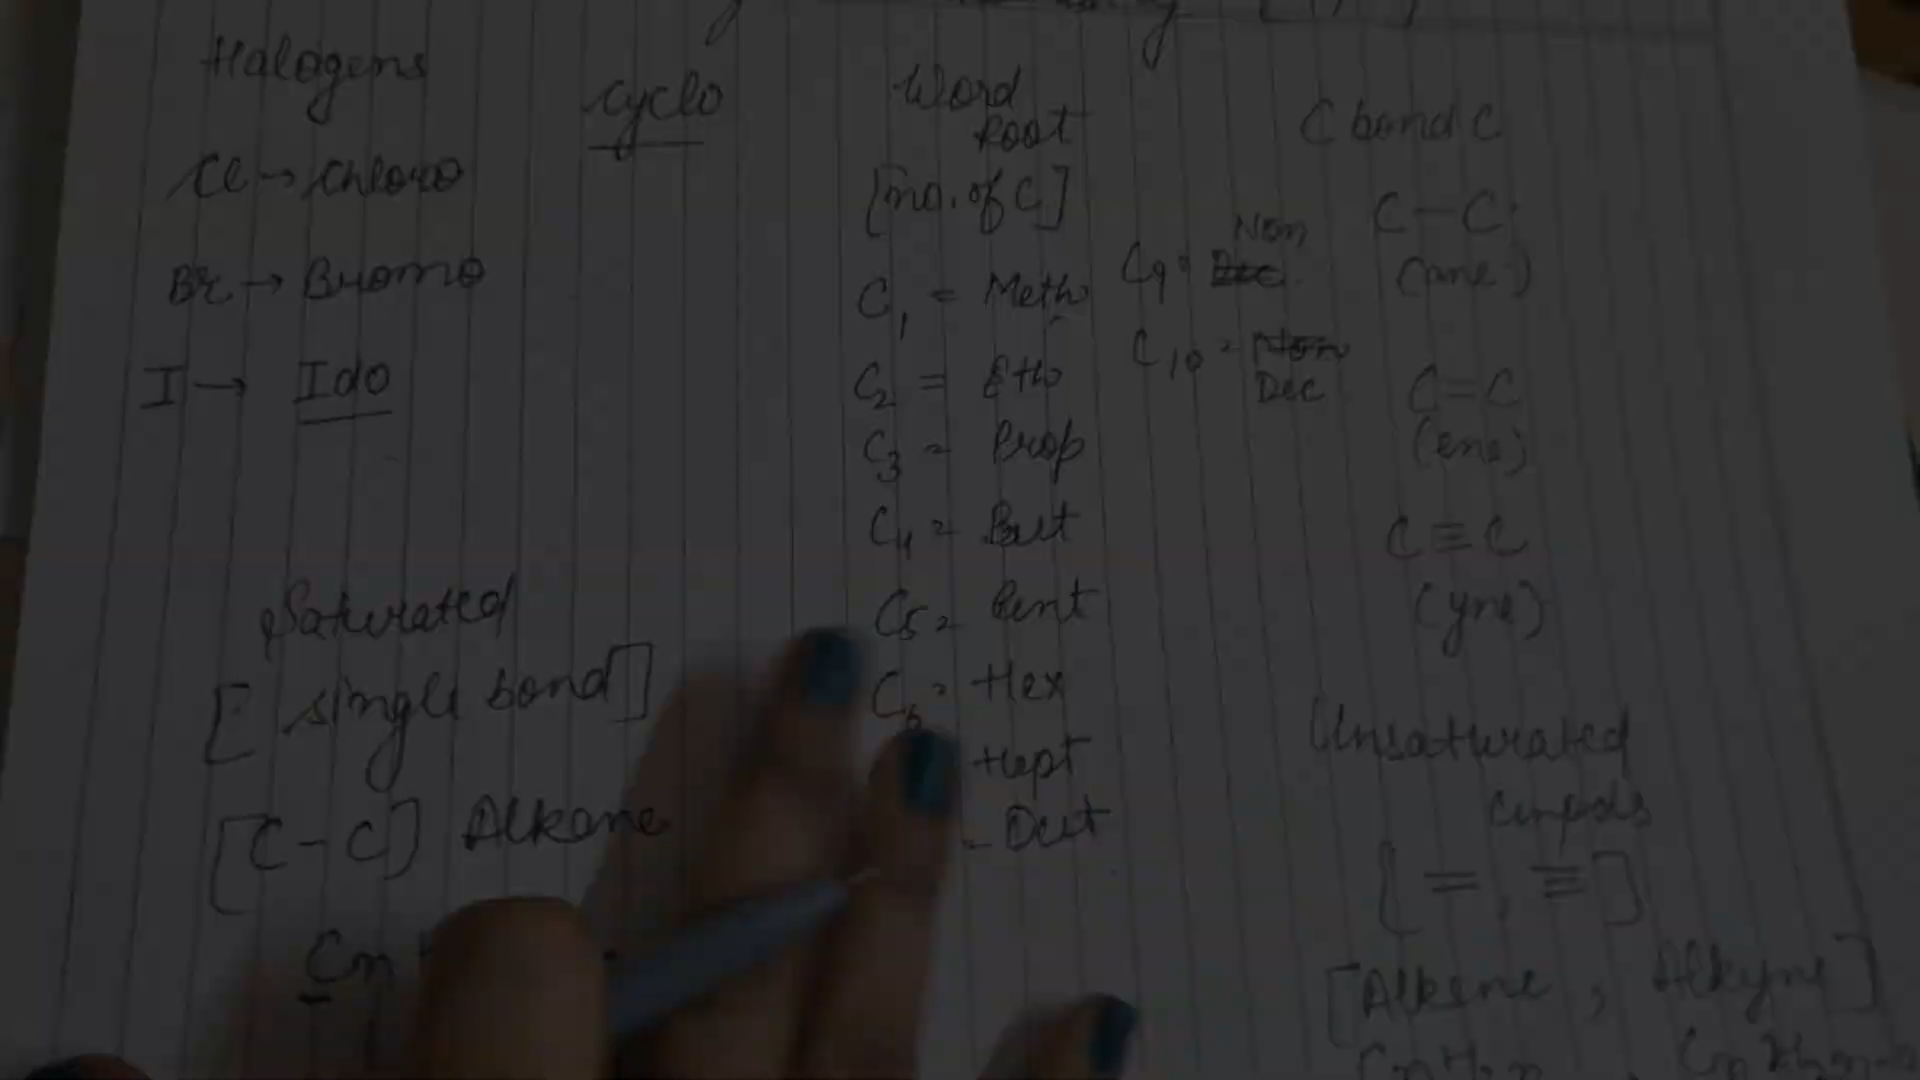 Halogens
Cl → Chloro
Br → Bromo
I → Ido
Saturated
[ single bond]
[C-C] Alkane
Cn
cyclo
Word
Root
[no. of C]
C1 = Meth
C2 = Eth
C3 = Prop
C4 = But
C5 = Pent
C6 = Hex
Hept
= Oct
C9 = Non
C10 = Non
Dec
C bond C
C-C
(ane)
C=C
(ene)
C≡C
(yne)
Unsaturated
[=, ≡]
[Alkene, Alkyne]